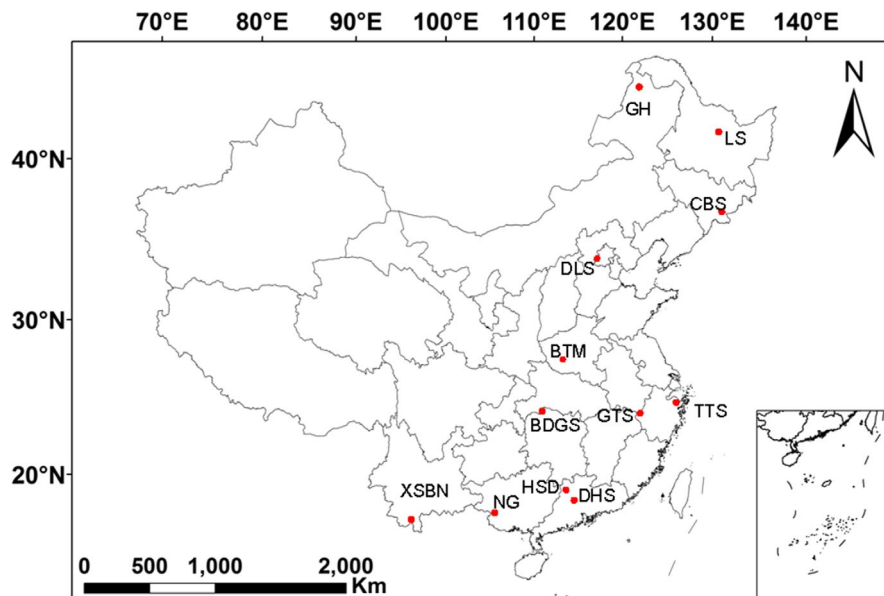 70°E 80°E 90°E 100°E 110°E 120°E 130°E 140°E
N
GH
LS
40°N
CBS
DLS
30°N
BTM
GTS
TTS
BDGS
20°N
XSBN
HSD
DHS
NG
0 500 1,000 2,000
Km